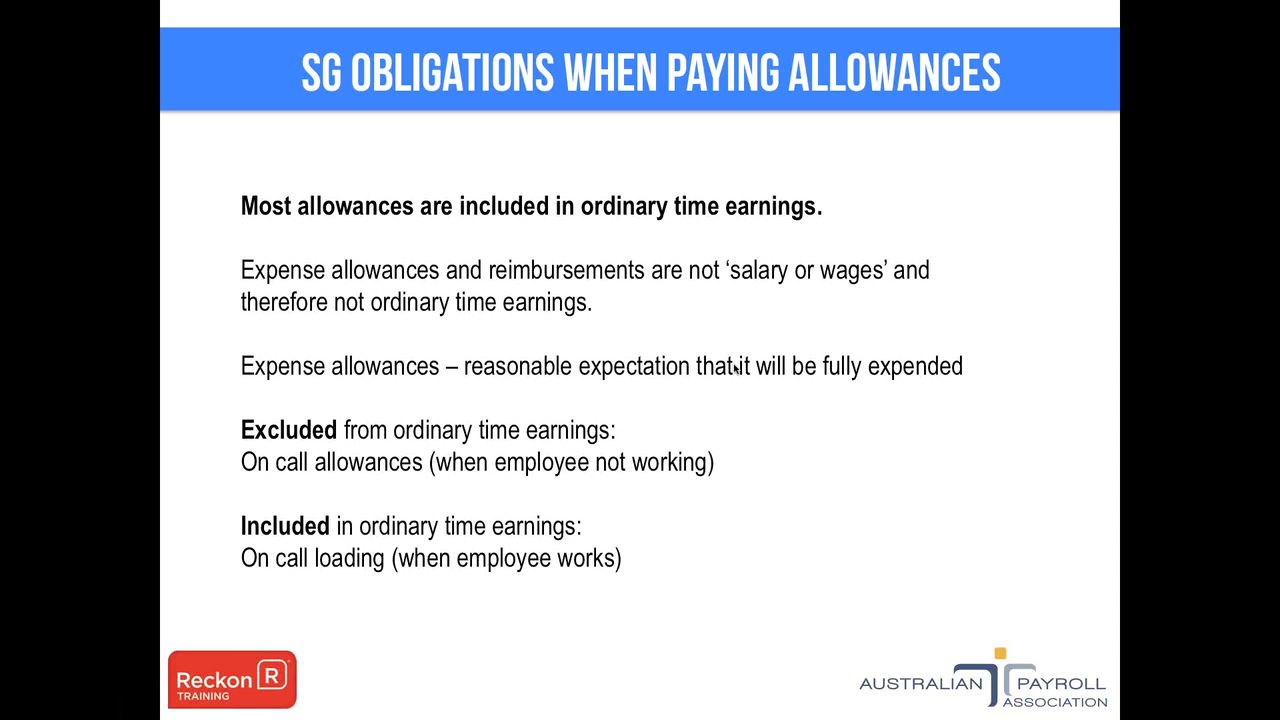 SG OBLIGATIONS WHEN PAYING ALLOWANCES
Most allowances are included in ordinary time earnings.
Expense allowances and reimbursements are not ‘salary or wages’ and
therefore not ordinary time earnings.
Expense allowances – reasonable expectation that it will be fully expended
Excluded from ordinary time earnings:
On call allowances (when employee not working)
Included in ordinary time earnings:
On call loading (when employee works)
Reckon R
TRAINING
AUSTRALIAN PAYROLL
ASSOCIATION